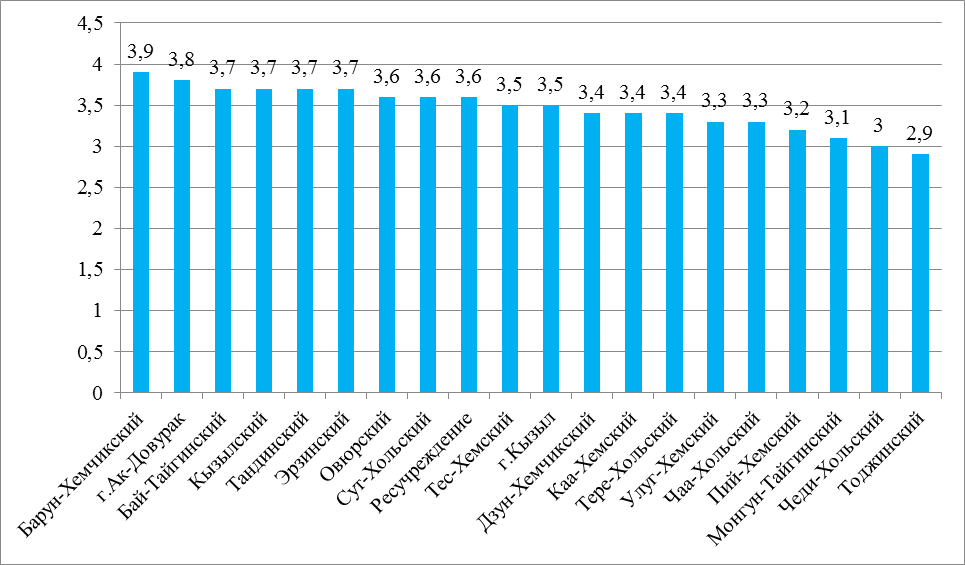 4,5
4
3,5
3
2,5
2
1,5
1
0,5
0
3,9
3,8
3,7
3,7
3,7
3,7
3,6
3,6
3,6
3,5
3,5
3,4
3,4
3,4
3,3
3,3
3,2
3,1
3
2,9
Барун-Хемчикский
г.Ак-Довурак
Бай-Тайгинский
Кызылский
Тандинский
Эрзинский
Овюрский
Сут-Хольский
Ресучреждение
Тес-Хемский
г.Кызыл
Дзун-Хемчикский
Каа-Хемский
Тере-Хольский
Улуг-Хемский
Чаа-Хольский
Пий-Хемский
Монгун-Тайгинский
Чеди-Хольский
Тоджинский